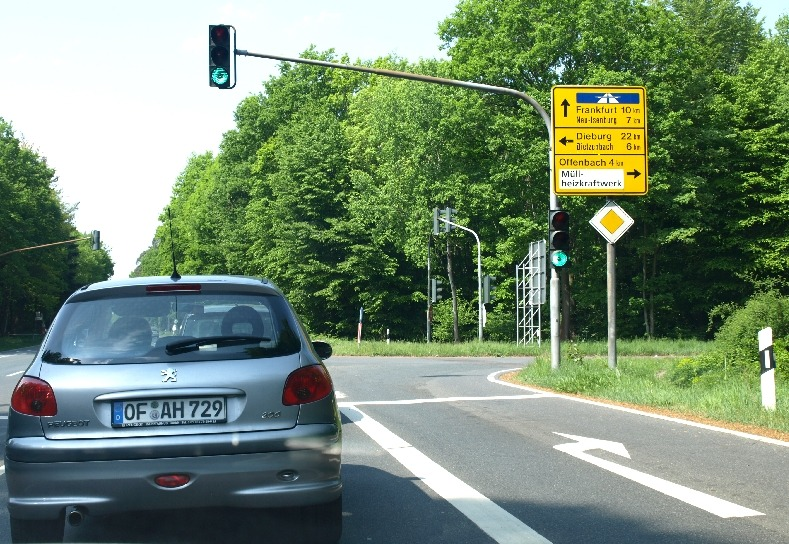 Frankfurt 10 km
Neu-Isenburg 7 km
Dieburg 22 km
Dietzenbach 6 km
Offenbach 4 km
Müll-
heizkraftwerk
OF AH 729
PEUGEOT 206